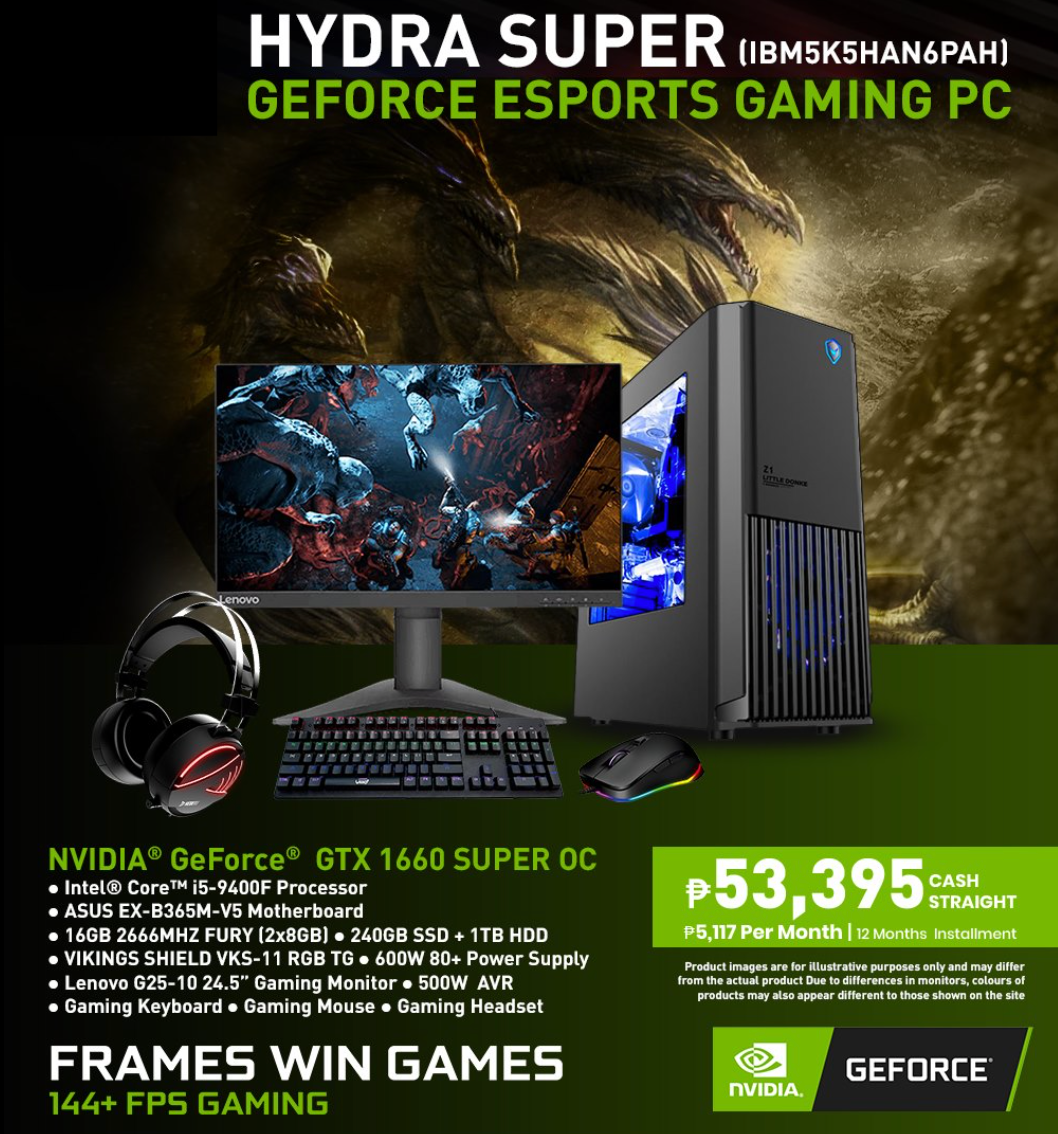 HYDRA SUPER (IBM5K5HAN6PAH)
GEFORCE ESPORTS GAMING PC
Z1
LITTLE DONKE
Lenovo
NVIDIA® GeForce® GTX 1660 SUPER OC
● Intel® Core™ i5-9400F Processor
● ASUS EX-B365M-V5 Motherboard
● 16GB 2666MHZ FURY (2x8GB) ● 240GB SSD + 1TB HDD
● VIKINGS SHIELD VKS-11 RGB TG ● 600W 80+ Power Supply
● Lenovo G25-10 24.5” Gaming Monitor ● 500W AVR
● Gaming Keyboard ● Gaming Mouse ● Gaming Headset
₱53,395 CASH STRAIGHT
₱5,117 Per Month | 12 Months Installment
Product images are for illustrative purposes only and may differ
from the actual product Due to differences in monitors, colours of
products may also appear different to those shown on the site
FRAMES WIN GAMES
144+ FPS GAMING
NVIDIA.
GEFORCE®